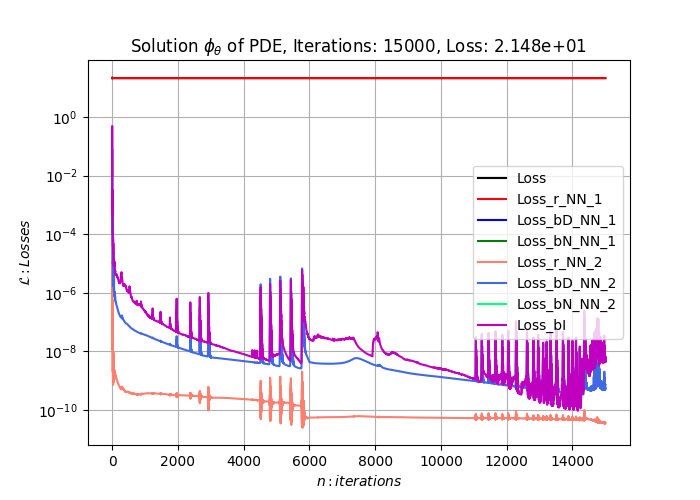 Solution ϕ_θ of PDE, Iterations: 15000, Loss: 2.148e+01
ℒ : Losses
10^0
10^-2
10^-4
10^-6
10^-8
10^-10
Loss
Loss_r_NN_1
Loss_bD_NN_1
Loss_bN_NN_1
Loss_r_NN_2
Loss_bD_NN_2
Loss_bN_NN_2
Loss_bI
0 2000 4000 6000 8000 10000 12000 14000
n : iterations